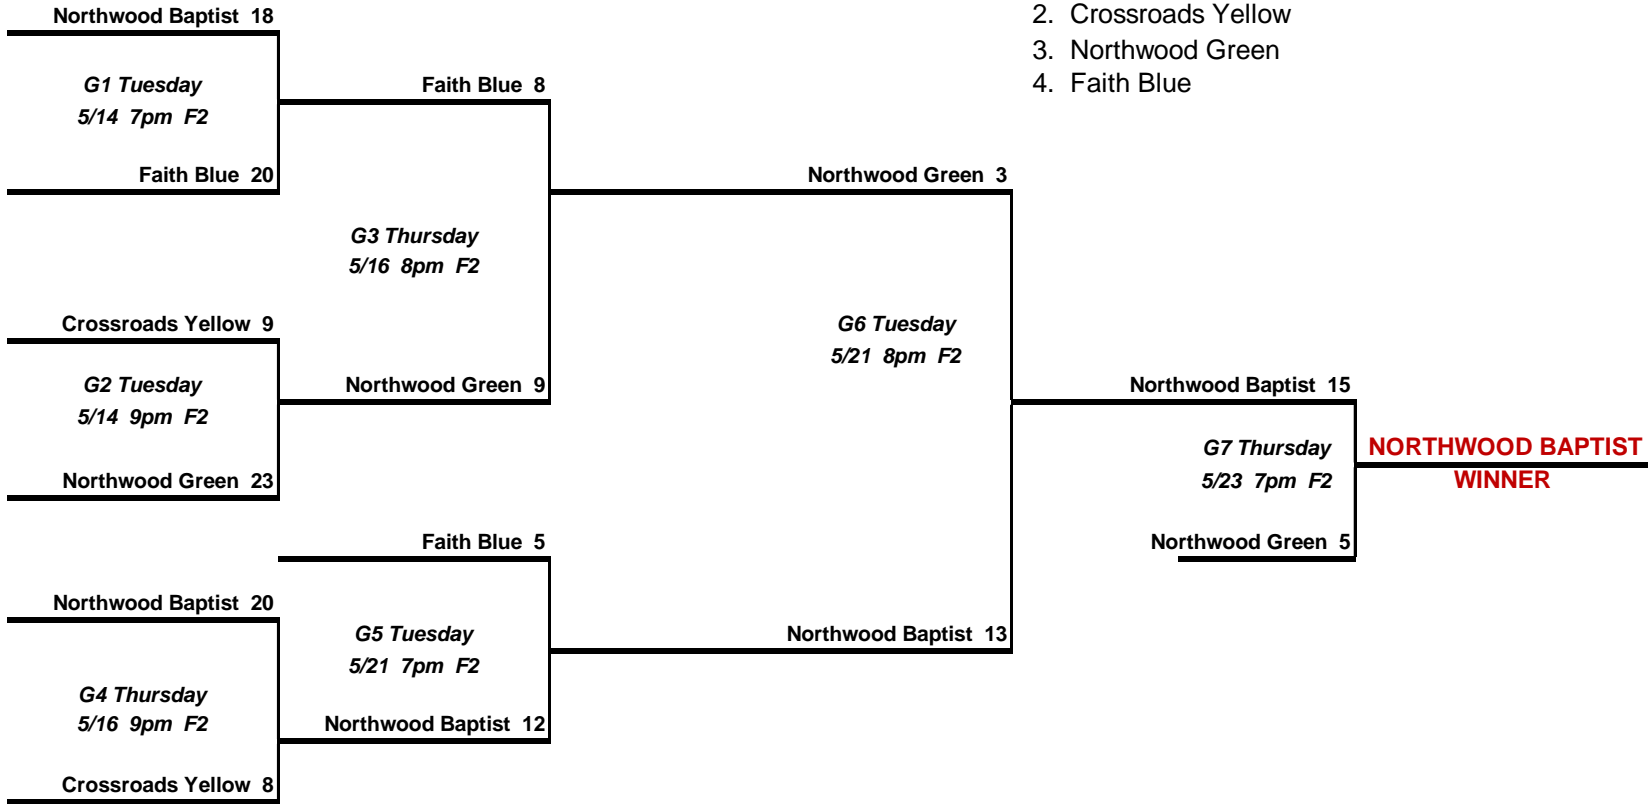 Northwood Baptist 18
2. Crossroads Yellow
3. Northwood Green
4. Faith Blue
G1 Tuesday
5/14 7pm F2
Faith Blue 8
Faith Blue 20
Northwood Green 3
G3 Thursday
5/16 8pm F2
Crossroads Yellow 9
G6 Tuesday
5/21 8pm F2
G2 Tuesday
5/14 9pm F2
Northwood Green 9
Northwood Baptist 15
G7 Thursday
5/23 7pm F2
NORTHWOOD BAPTIST
WINNER
Northwood Green 23
Faith Blue 5
Northwood Green 5
Northwood Baptist 20
G5 Tuesday
5/21 7pm F2
Northwood Baptist 13
G4 Thursday
5/16 9pm F2
Northwood Baptist 12
Crossroads Yellow 8